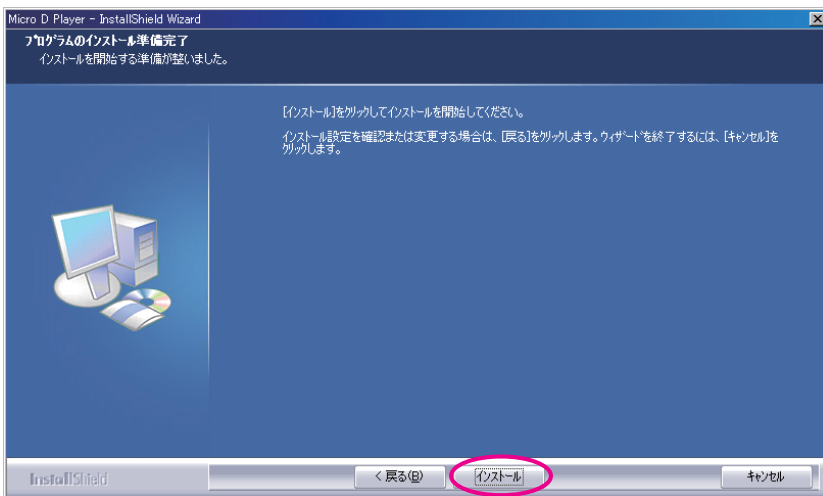 Micro D Player - InstallShield Wizard
ﾌﾟﾛｸﾞﾗﾑのｲﾝｽﾄｰﾙ準備完了
ｲﾝｽﾄｰﾙを開始する準備が整いました。
[ｲﾝｽﾄｰﾙ]をｸﾘｯｸしてｲﾝｽﾄｰﾙを開始してください。
ｲﾝｽﾄｰﾙ設定を確認または変更する場合は、[戻る]をｸﾘｯｸします。ｳｨｻﾞｰﾄﾞを終了するには、[ｷｬﾝｾﾙ]を
ｸﾘｯｸします。
InstallShield
< 戻る(B)
ｲﾝｽﾄｰﾙ
ｷｬﾝｾﾙ